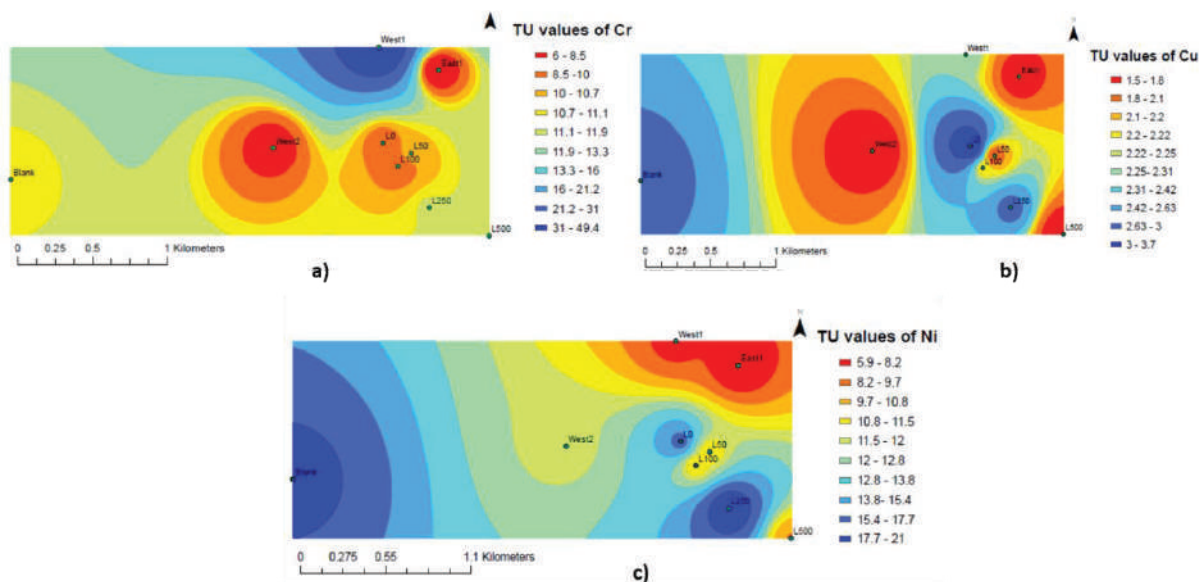 TU values of Cr
6 - 8.5
8.5 - 10
10 - 10.7
10.7 - 11.1
11.1 - 11.9
11.9 - 13.3
13.3 - 16
16 - 21.2
21.2 - 31
31 - 49.4
West1
East1
West2
L0
L50
L100
Blank
L250
L500
0 0.25 0.5 1 Kilometers
a)
N
TU values of Cu
1.5 - 1.8
1.8 - 2.1
2.1 - 2.2
2.2 - 2.22
2.22 - 2.25
2.25 - 2.31
2.31 - 2.42
2.42 - 2.63
2.63 - 3
3 - 3.7
West1
East1
West2
L50
L100
Blank
L250
L500
0 0.25 0.5 1 Kilometers
b)
N
TU values of Ni
5.9 - 8.2
8.2 - 9.7
9.7 - 10.8
10.8 - 11.5
11.5 - 12
12 - 12.8
12.8 - 13.8
13.8 - 15.4
15.4 - 17.7
17.7 - 21
West1
East1
West2
L0
L50
L100
Blank
L250
L500
0 0.275 0.55 1.1 Kilometers
c)